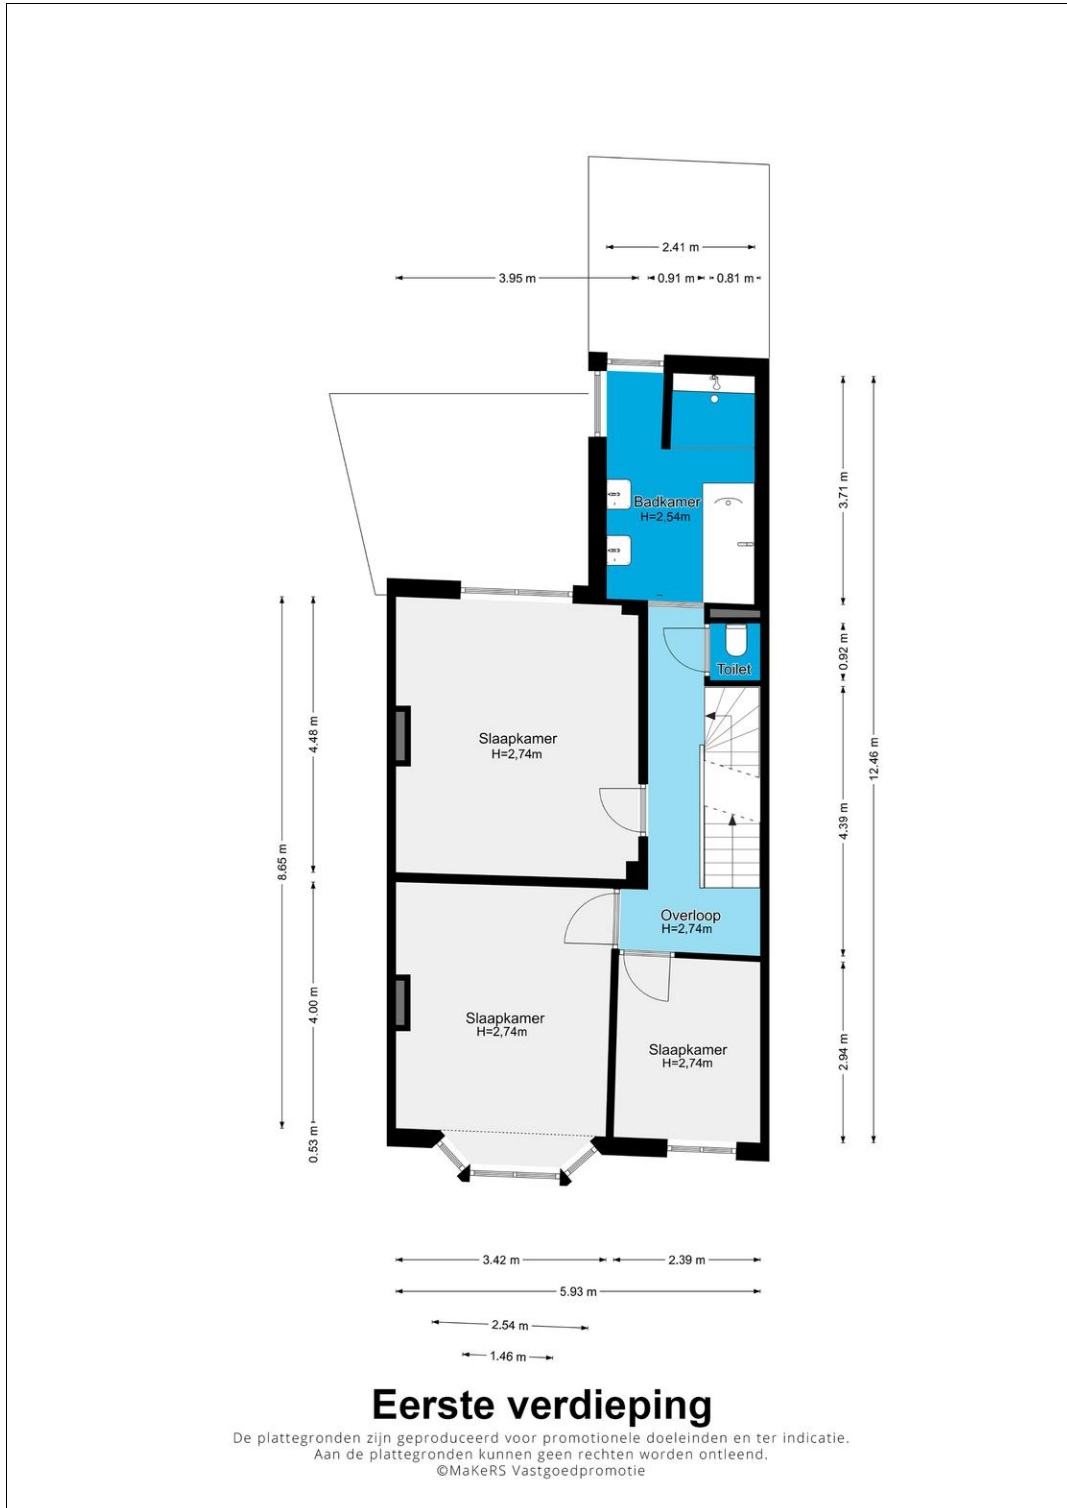 2.41 m
3.95 m
0.91 m
0.81 m
Badkamer
H=2,54m
3.71 m
Toilet
0.92 m
Slaapkamer
H=2,74m
4.48 m
12.46 m
4.39 m
8.65 m
Overloop
H=2,74m
Slaapkamer
H=2,74m
4.00 m
Slaapkamer
H=2,74m
2.94 m
0.53 m
3.42 m
2.39 m
5.93 m
2.54 m
1.46 m
Eerste verdieping
De plattegronden zijn geproduceerd voor promotionele doeleinden en ter indicatie.
Aan de plattegronden kunnen geen rechten worden ontleend.
©MaKeRS Vastgoedpromotie